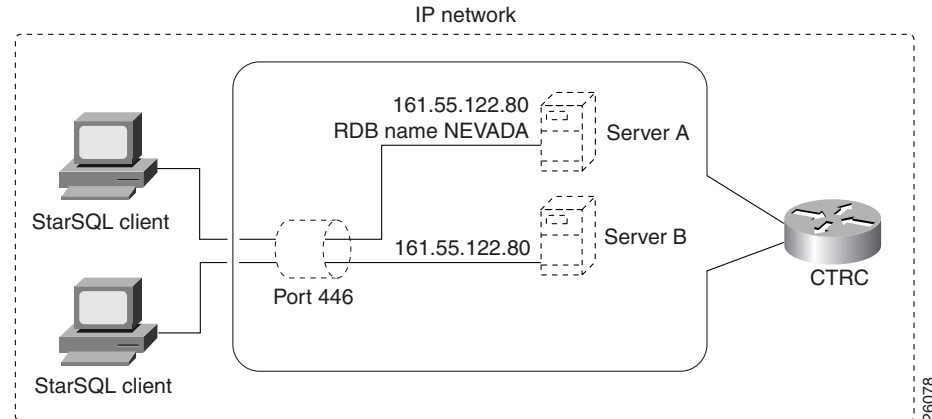 IP network
161.55.122.80
RDB name NEVADA
Server A
StarSQL client
161.55.122.80
Server B
Port 446
CTRC
StarSQL client
26078